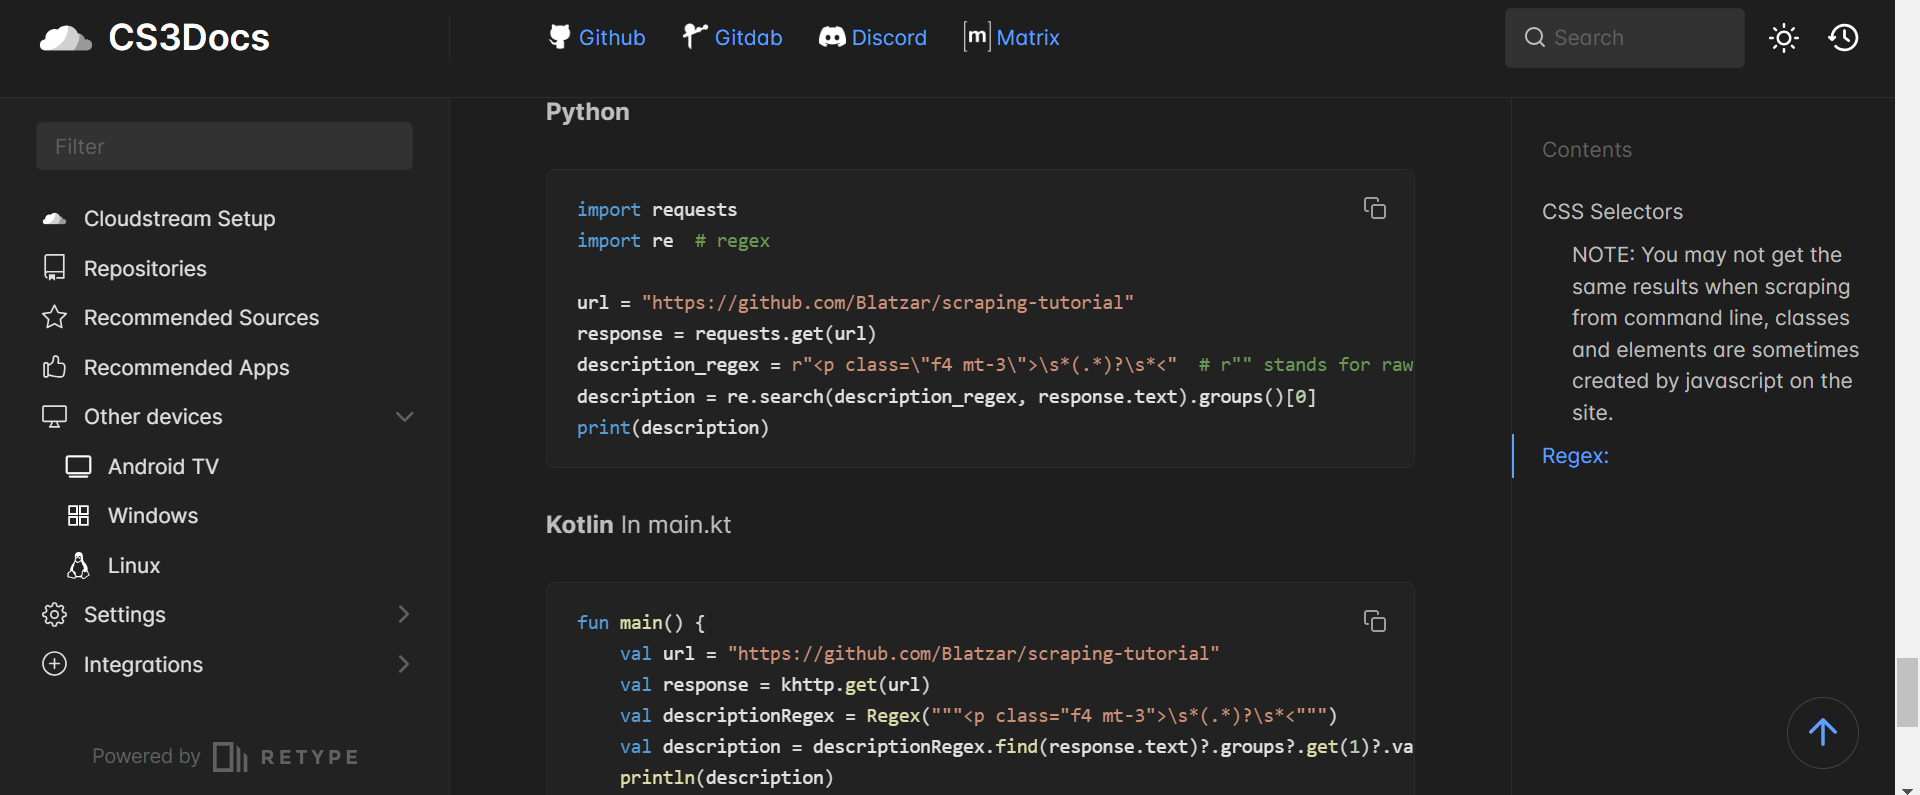 CS3Docs
Github
Gitdab
Discord
[m] Matrix
Search
Filter
Cloudstream Setup
Repositories
Recommended Sources
Recommended Apps
Other devices
Android TV
Windows
Linux
Settings
Integrations
Powered by RETYPE
Python
import requests
import re  # regex
url = "https://github.com/Blatzar/scraping-tutorial"
response = requests.get(url)
description_regex = r"<p class=\"f4 mt-3\">\s*(.*)?\s*<"  # r"" stands for raw
description = re.search(description_regex, response.text).groups()[0]
print(description)
Kotlin In main.kt
fun main() {
    val url = "https://github.com/Blatzar/scraping-tutorial"
    val response = khttp.get(url)
    val descriptionRegex = Regex("""<p class="f4 mt-3">\s*(.*)?\s*<""")
    val description = descriptionRegex.find(response.text)?.groups?.get(1)?.va
    println(description)
Contents
CSS Selectors
NOTE: You may not get the
same results when scraping
from command line, classes
and elements are sometimes
created by javascript on the
site.
Regex: